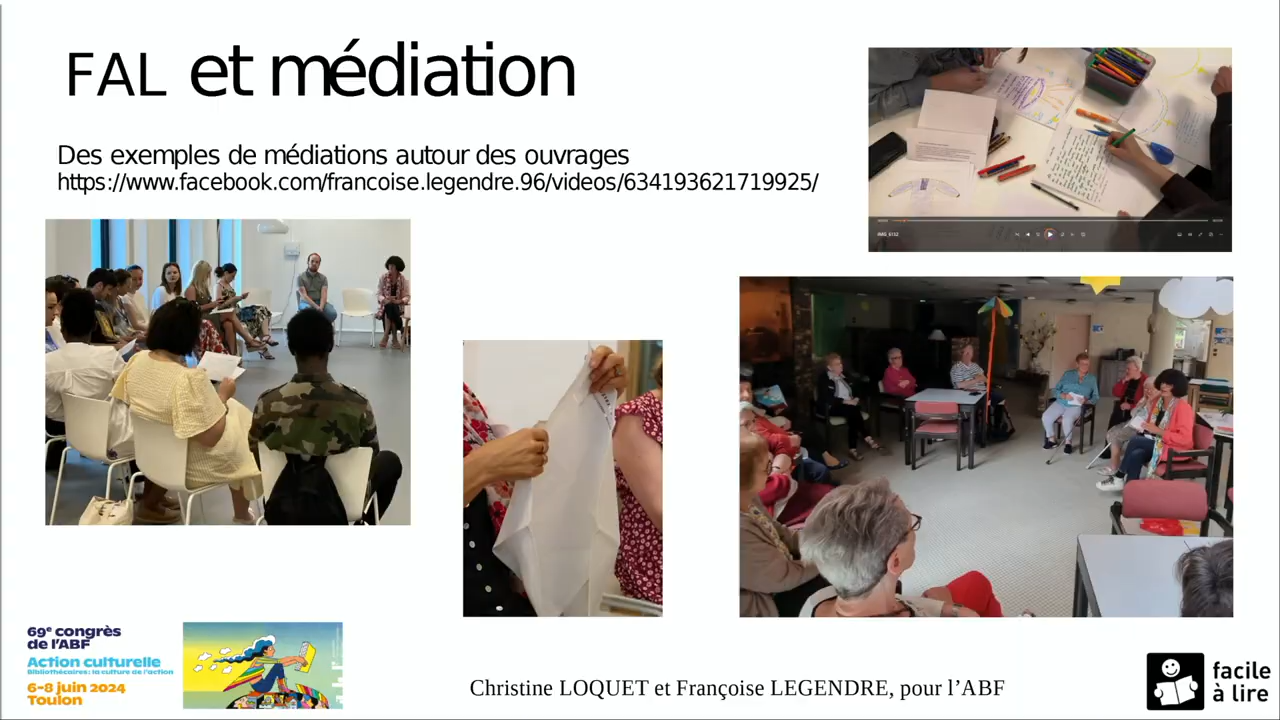 FAL et médiation
Des exemples de médiations autour des ouvrages
https://www.facebook.com/francoise.legendre.96/videos/634193621719925/
69e congrès
de l'ABF
Action culturelle
Bibliothécaires : la culture de l'action
6-8 juin 2024
Toulon
Christine LOQUET et Françoise LEGENDRE, pour l'ABF
facile
à lire